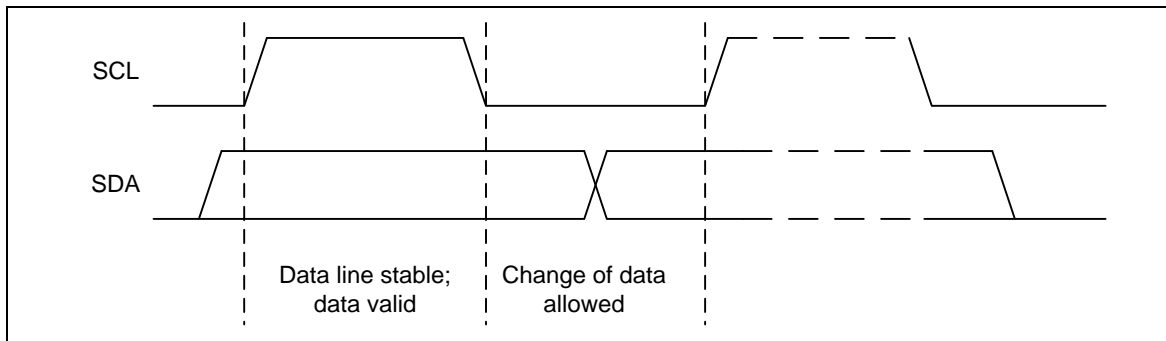 SCL
SDA
Data line stable;
data valid
Change of data
allowed